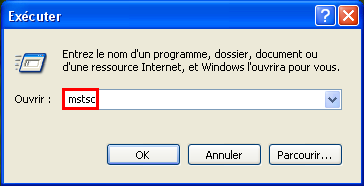 Exécuter
Entrez le nom d'un programme, dossier, document ou
d'une ressource Internet, et Windows l'ouvrira pour vous.
Ouvrir : mstsc
OK Annuler Parcourir...